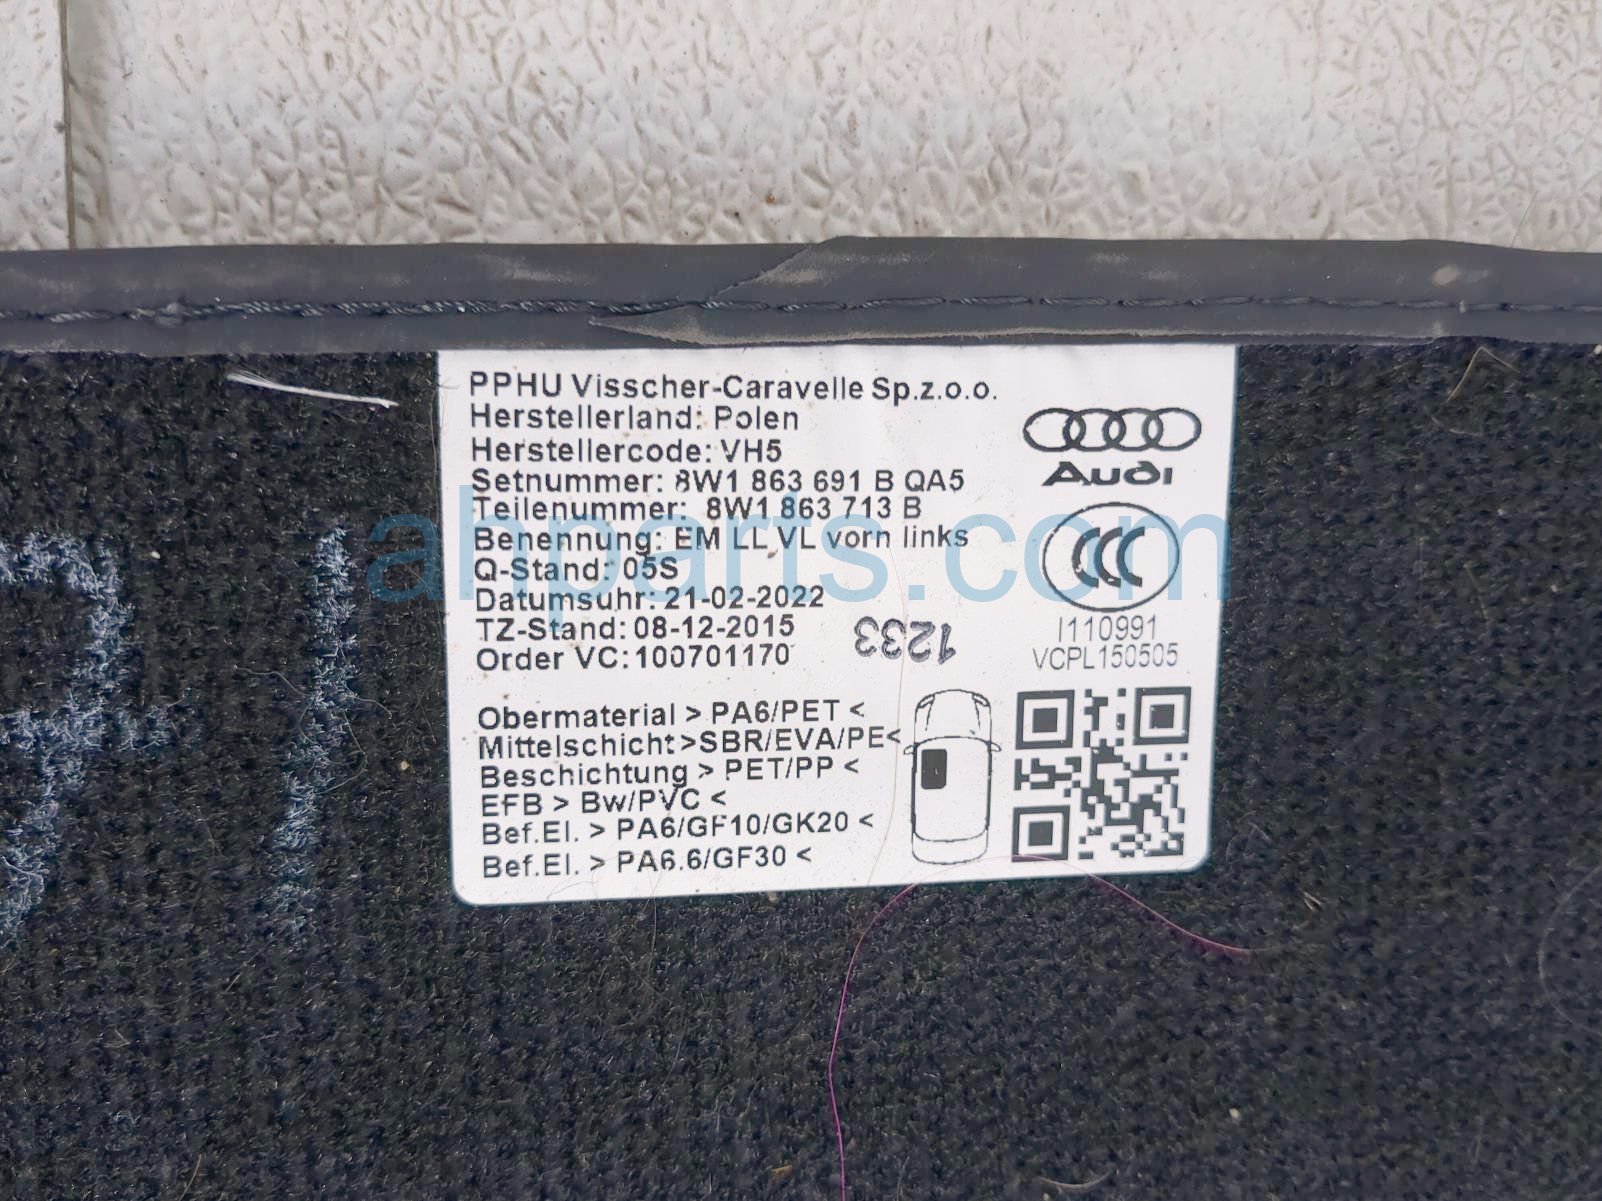 PPHU Visscher-Caravelle Sp.z.o.o.
Herstellerland: Polen
Herstellercode: VH5
Setnummer: 8W1 863 691 B QA5
Teilenummer: 8W1 863 713 B
Benennung: EM LL VL vorn links
Q-Stand: 05S
Datumsuhr: 21-02-2022
TZ-Stand: 08-12-2015
Order VC: 100701170
1233
Audi
CCC
I110991
VCPL150505
Obermaterial > PA6/PET <
Mittelschicht >SBR/EVA/PE<
Beschichtung > PET/PP <
EFB > Bw/PVC <
Bef.El. > PA6/GF10/GK20 <
Bef.El. > PA6.6/GF30 <
ahparts.com